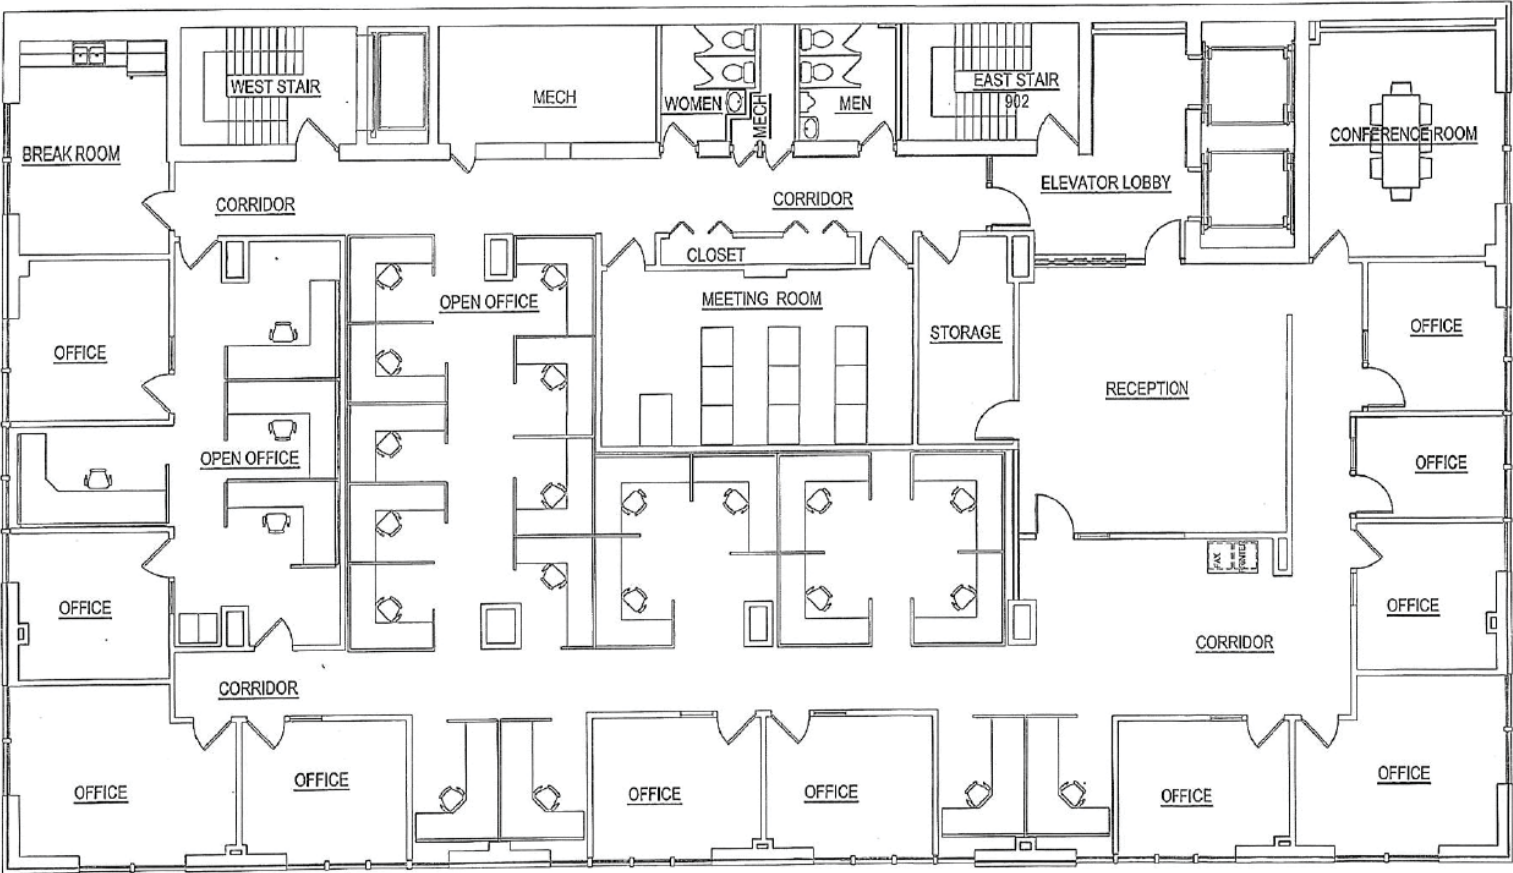 WEST STAIR
MECH
WOMEN
MECH
MEN
EAST STAIR
902
CONFERENCE ROOM
BREAK ROOM
ELEVATOR LOBBY
CORRIDOR
CORRIDOR
CLOSET
OPEN OFFICE
MEETING ROOM
STORAGE
OFFICE
OFFICE
RECEPTION
OPEN OFFICE
OFFICE
FAX
OFFICE
OFFICE
CORRIDOR
CORRIDOR
OFFICE
OFFICE
OFFICE
OFFICE
OFFICE
OFFICE